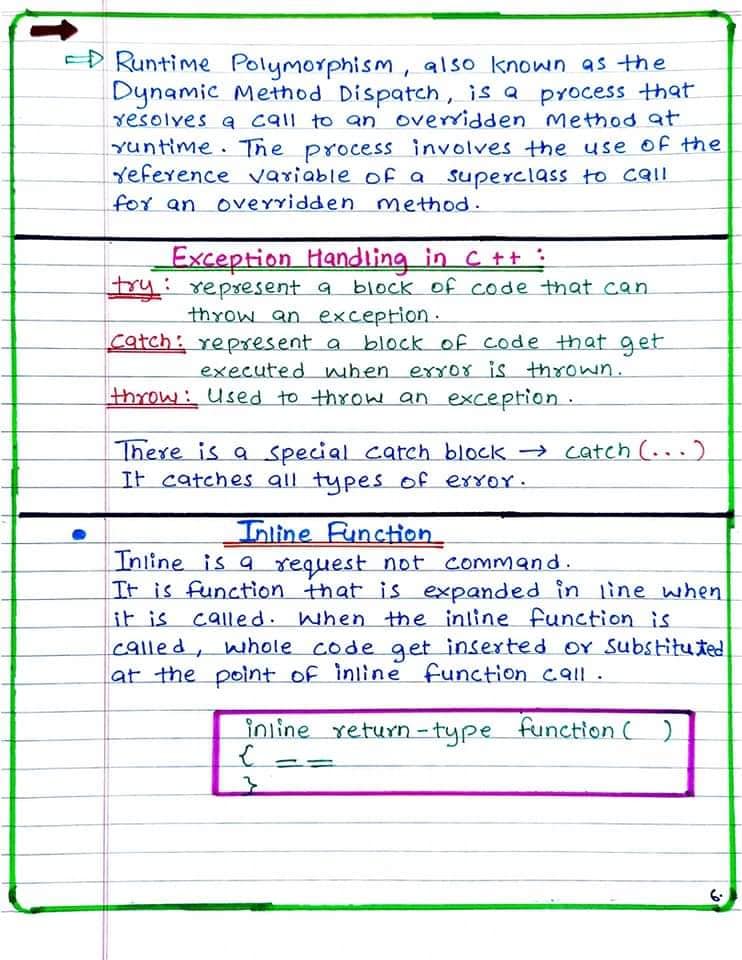 Runtime Polymorphism, also known as the
Dynamic Method Dispatch, is a process that
resolves a call to an overridden Method at
runtime. The process involves the use of the
reference variable of a superclass to call
for an overridden method.
Exception Handling in C++ :
try : represent a block of code that can
throw an exception.
Catch : represent a block of code that get
executed when error is thrown.
throw : Used to throw an exception.
There is a special catch block → catch (...)
It catches all types of error.
• Inline Function
Inline is a request not command.
It is function that is expanded in line when
it is called. When the inline function is
called, whole code get inserted or substituted
at the point of inline function call.
inline return-type function ( )
{ ==
}
6.